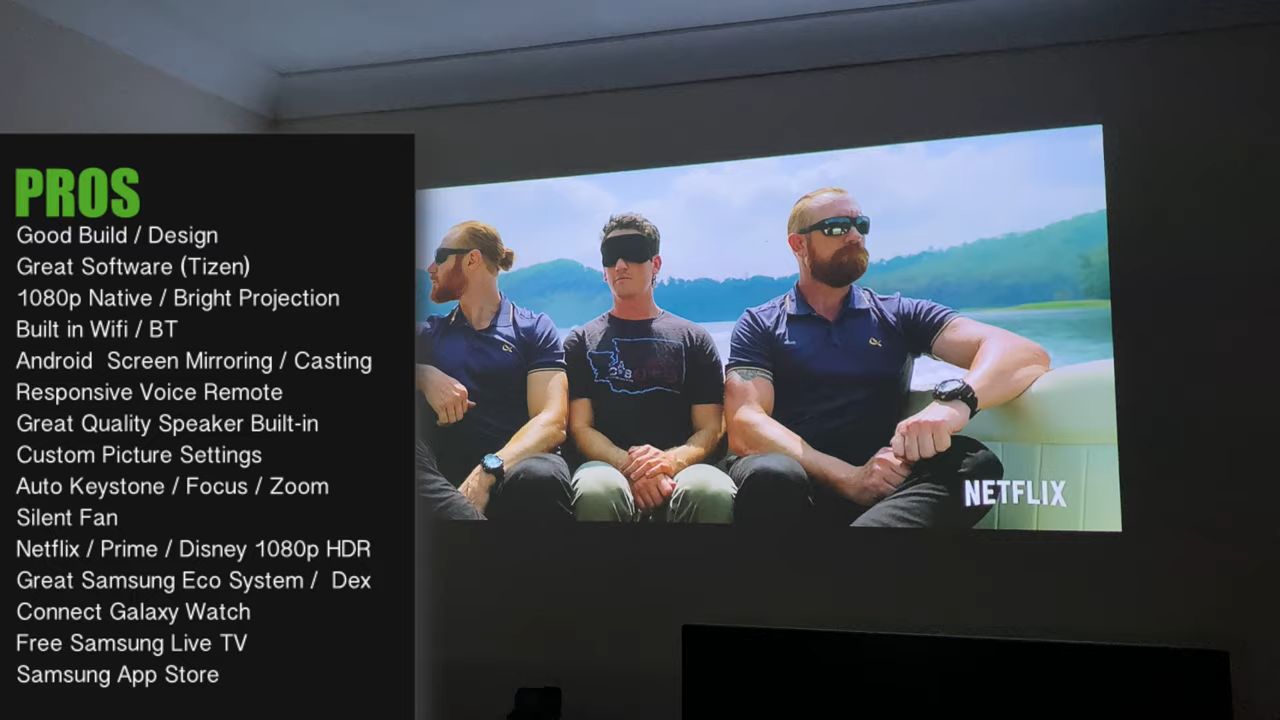 PROS
Good Build / Design
Great Software (Tizen)
1080p Native / Bright Projection
Built in Wifi / BT
Android  Screen Mirroring / Casting
Responsive Voice Remote
Great Quality Speaker Built-in
Custom Picture Settings
Auto Keystone / Focus / Zoom
Silent Fan
Netflix / Prime / Disney 1080p HDR
Great Samsung Eco System /  Dex
Connect Galaxy Watch
Free Samsung Live TV
Samsung App Store
NETFLIX